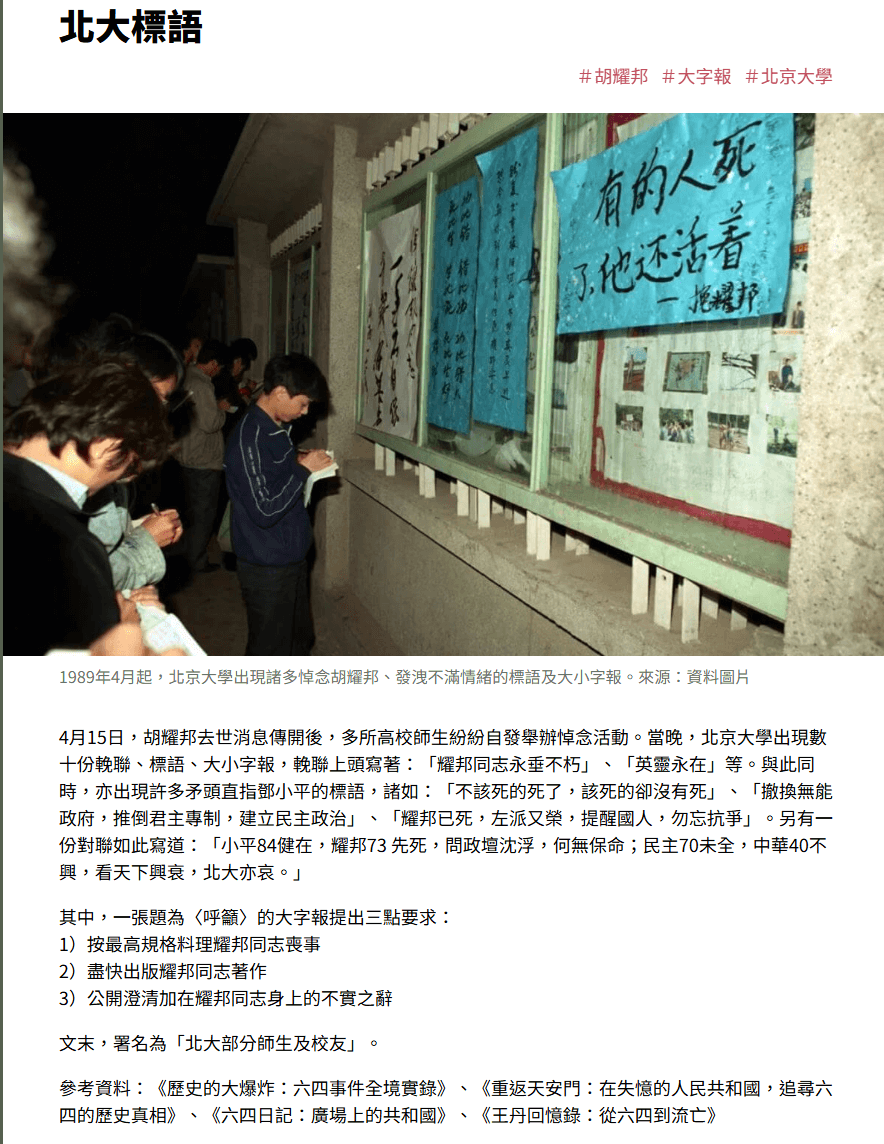 北大標語
＃胡耀邦 ＃大字報 ＃北京大學
有的人死
了,他还活着
—挽耀邦
1989年4月起，北京大學出現諸多悼念胡耀邦、發洩不滿情緒的標語及大小字報。來源：資料圖片
4月15日，胡耀邦去世消息傳開後，多所高校師生紛紛自發舉辦悼念活動。當晚，北京大學出現數
十份輓聯、標語、大小字報，輓聯上頭寫著：「耀邦同志永垂不朽」、「英靈永在」等。與此同
時，亦出現許多矛頭直指鄧小平的標語，諸如：「不該死的死了，該死的卻沒有死」、「撤換無能
政府，推倒君主專制，建立民主政治」、「耀邦已死，左派又榮，提醒國人，勿忘抗爭」。另有一
份對聯如此寫道：「小平84健在，耀邦73 先死，問政壇沈浮，何無保命；民主70未全，中華40不
興，看天下興衰，北大亦哀。」
其中，一張題為〈呼籲〉的大字報提出三點要求：
1）按最高規格料理耀邦同志喪事
2）盡快出版耀邦同志著作
3）公開澄清加在耀邦同志身上的不實之辭
文末，署名為「北大部分師生及校友」。
參考資料：《歷史的大爆炸：六四事件全境實錄》、《重返天安門：在失憶的人民共和國，追尋六
四的歷史真相》、《六四日記：廣場上的共和國》、《王丹回憶錄：從六四到流亡》